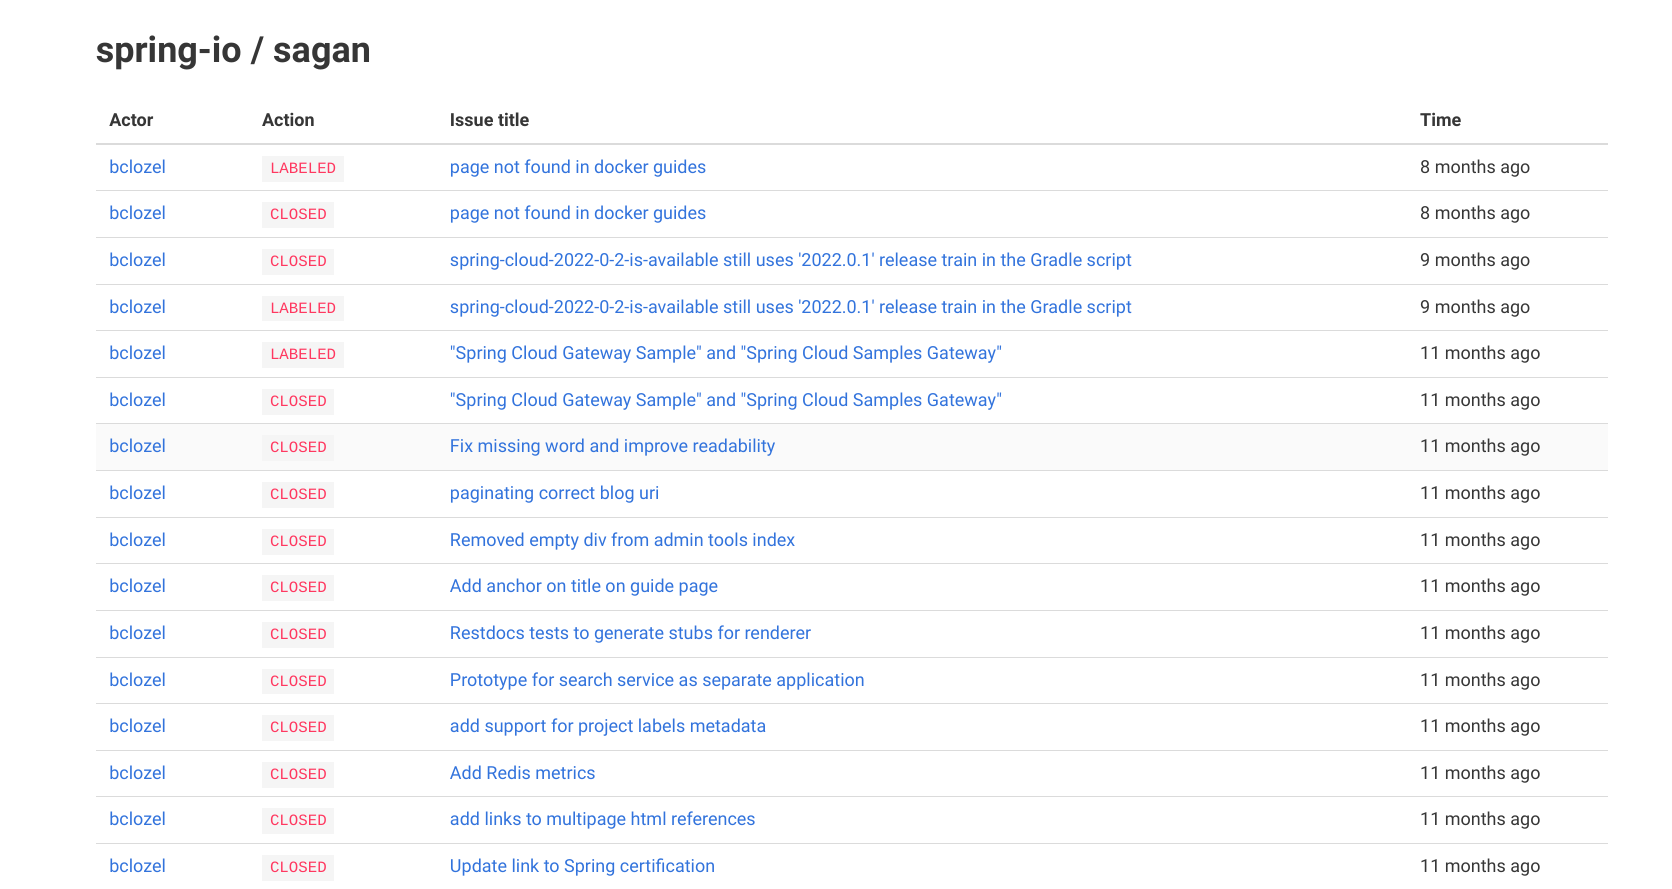 spring-io / sagan
Actor Action Issue title Time
bclozel LABELED page not found in docker guides 8 months ago
bclozel CLOSED page not found in docker guides 8 months ago
bclozel CLOSED spring-cloud-2022-0-2-is-available still uses '2022.0.1' release train in the Gradle script 9 months ago
bclozel LABELED spring-cloud-2022-0-2-is-available still uses '2022.0.1' release train in the Gradle script 9 months ago
bclozel LABELED "Spring Cloud Gateway Sample" and "Spring Cloud Samples Gateway" 11 months ago
bclozel CLOSED "Spring Cloud Gateway Sample" and "Spring Cloud Samples Gateway" 11 months ago
bclozel CLOSED Fix missing word and improve readability 11 months ago
bclozel CLOSED paginating correct blog uri 11 months ago
bclozel CLOSED Removed empty div from admin tools index 11 months ago
bclozel CLOSED Add anchor on title on guide page 11 months ago
bclozel CLOSED Restdocs tests to generate stubs for renderer 11 months ago
bclozel CLOSED Prototype for search service as separate application 11 months ago
bclozel CLOSED add support for project labels metadata 11 months ago
bclozel CLOSED Add Redis metrics 11 months ago
bclozel CLOSED add links to multipage html references 11 months ago
bclozel CLOSED Update link to Spring certification 11 months ago